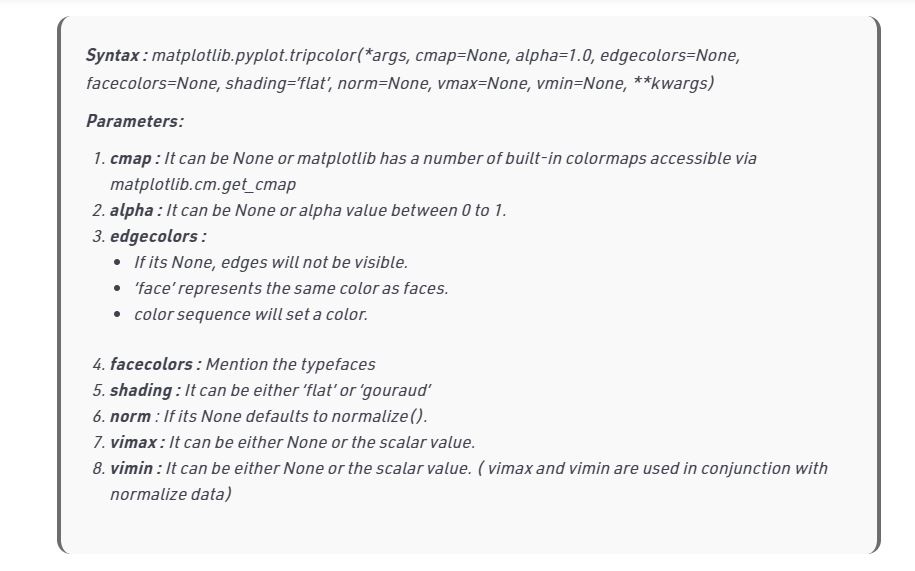 Syntax : matplotlib.pyplot.tripcolor(*args, cmap=None, alpha=1.0, edgecolors=None,
facecolors=None, shading=‘flat’, norm=None, vmax=None, vmin=None, **kwargs)
Parameters:
1. cmap : It can be None or matplotlib has a number of built-in colormaps accessible via
matplotlib.cm.get_cmap
2. alpha : It can be None or alpha value between 0 to 1.
3. edgecolors :
• If its None, edges will not be visible.
• ‘face’ represents the same color as faces.
• color sequence will set a color.
4. facecolors : Mention the typefaces
5. shading : It can be either ‘flat’ or ‘gouraud’
6. norm : If its None defaults to normalize().
7. vimax : It can be either None or the scalar value.
8. vimin : It can be either None or the scalar value. ( vimax and vimin are used in conjunction with
normalize data)